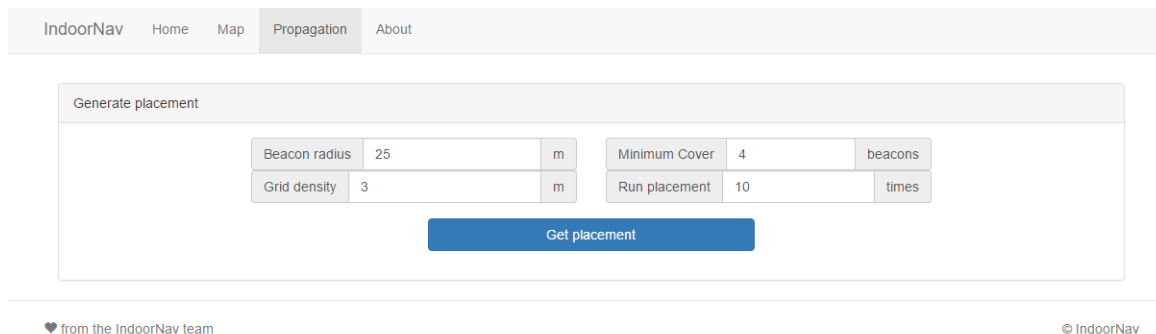 IndoorNav Home Map Propagation About
Generate placement
Beacon radius 25 m Minimum Cover 4 beacons
Grid density 3 m Run placement 10 times
Get placement
♥ from the IndoorNav team © IndoorNav